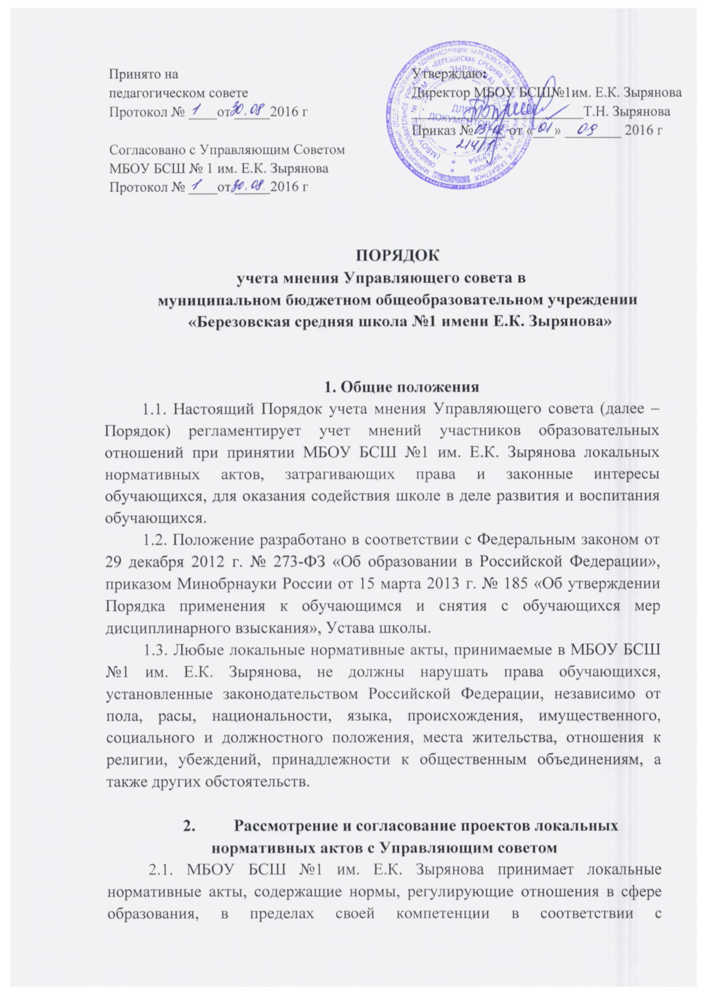 Принято на
педагогическом совете
Протокол № 1 от 30.08 2016 г
Согласовано с Управляющим Советом
МБОУ БСШ № 1 им. Е.К. Зырянова
Протокол № 1 от 30.08. 2016 г
Утверждаю:
Директор МБОУ БСШ№1им. Е.К. Зырянова
Т.Н. Зырянова
Приказ № 03-02 от «01» 09 2016 г
214/1
ДЛЯ
ДОКУМЕНТОВ
ПОРЯДОК
учета мнения Управляющего совета в
муниципальном бюджетном общеобразовательном учреждении
«Березовская средняя школа №1 имени Е.К. Зырянова»
1. Общие положения
1.1. Настоящий Порядок учета мнения Управляющего совета (далее –
Порядок) регламентирует учет мнений участников образовательных
отношений при принятии МБОУ БСШ №1 им. Е.К. Зырянова локальных
нормативных актов, затрагивающих права и законные интересы
обучающихся, для оказания содействия школе в деле развития и воспитания
обучающихся.
1.2. Положение разработано в соответствии с Федеральным законом от
29 декабря 2012 г. № 273-ФЗ «Об образовании в Российской Федерации»,
приказом Минобрнауки России от 15 марта 2013 г. № 185 «Об утверждении
Порядка применения к обучающимся и снятия с обучающихся мер
дисциплинарного взыскания», Устава школы.
1.3. Любые локальные нормативные акты, принимаемые в МБОУ БСШ
№1 им. Е.К. Зырянова, не должны нарушать права обучающихся,
установленные законодательством Российской Федерации, независимо от
пола, расы, национальности, языка, происхождения, имущественного,
социального и должностного положения, места жительства, отношения к
религии, убеждений, принадлежности к общественным объединениям, а
также других обстоятельств.
2. Рассмотрение и согласование проектов локальных
нормативных актов с Управляющим советом
2.1. МБОУ БСШ №1 им. Е.К. Зырянова принимает локальные
нормативные акты, содержащие нормы, регулирующие отношения в сфере
образования, в пределах своей компетенции в соответствии с